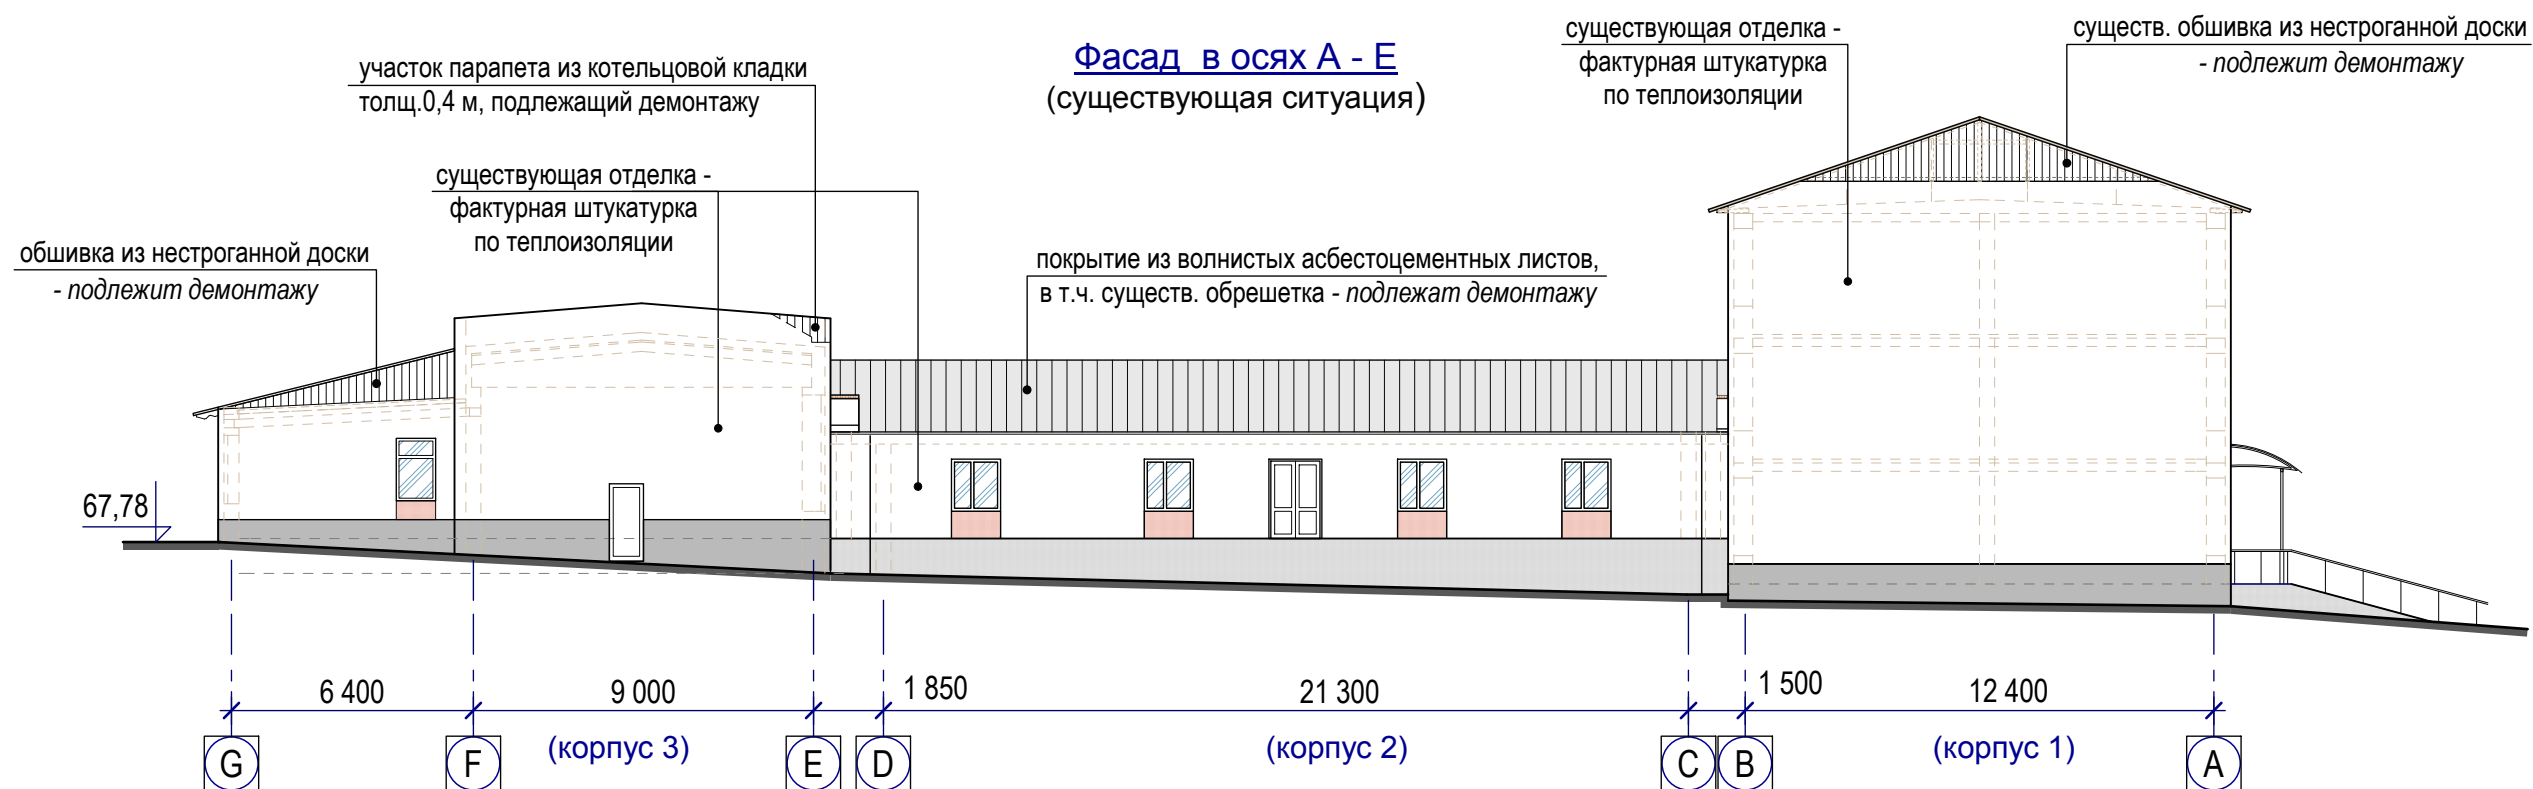 Фасад в осях А - Е
(существующая ситуация)
существующая отделка -
фактурная штукатурка
по теплоизоляции
существ. обшивка из нестроганной доски
- подлежит демонтажу
участок парапета из котельцовой кладки
толщ.0,4 м, подлежащий демонтажу
существующая отделка -
фактурная штукатурка
по теплоизоляции
обшивка из нестроганной доски
- подлежит демонтажу
покрытие из волнистых асбестоцементных листов,
в т.ч. существ. обрешетка - подлежат демонтажу
67,78
6 400
9 000
1 850
21 300
1 500
12 400
(корпус 3)
(корпус 2)
(корпус 1)
G
F
E
D
C
B
A